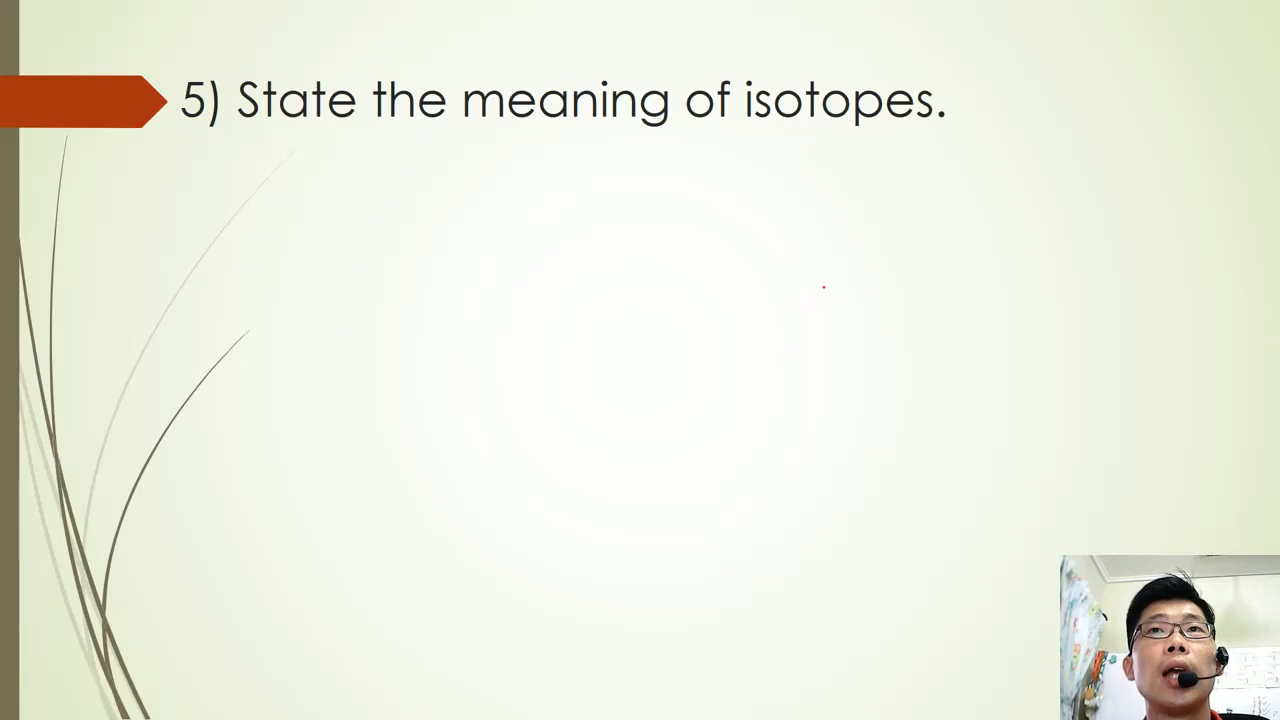 5) State the meaning of isotopes.